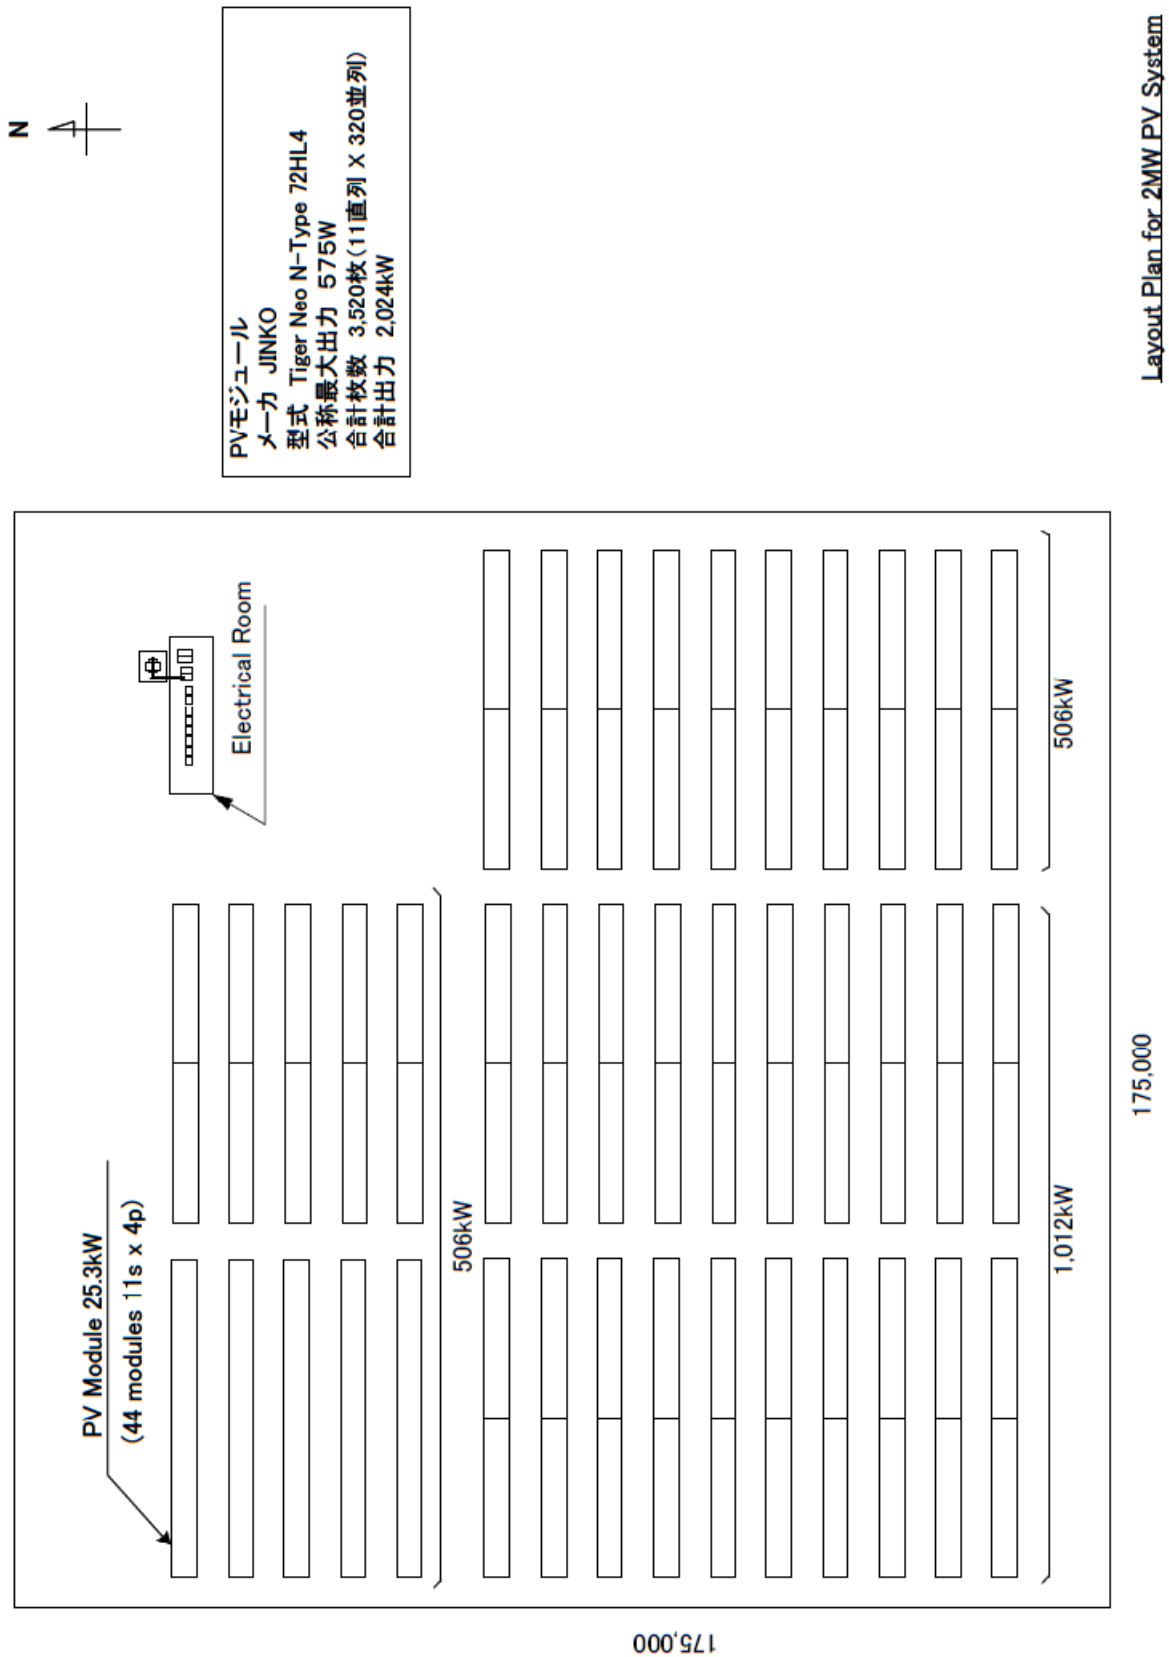 N
PVモジュール
メーカ JINKO
型式 Tiger Neo N-Type 72HL4
公称最大出力 575W
合計枚数 3,520枚(11直列 X 320並列)
合計出力 2,024kW
PV Module 25.3kW
(44 modules 11s x 4p)
Electrical Room
506kW
1,012kW
506kW
175,000
175,000
Layout Plan for 2MW PV System